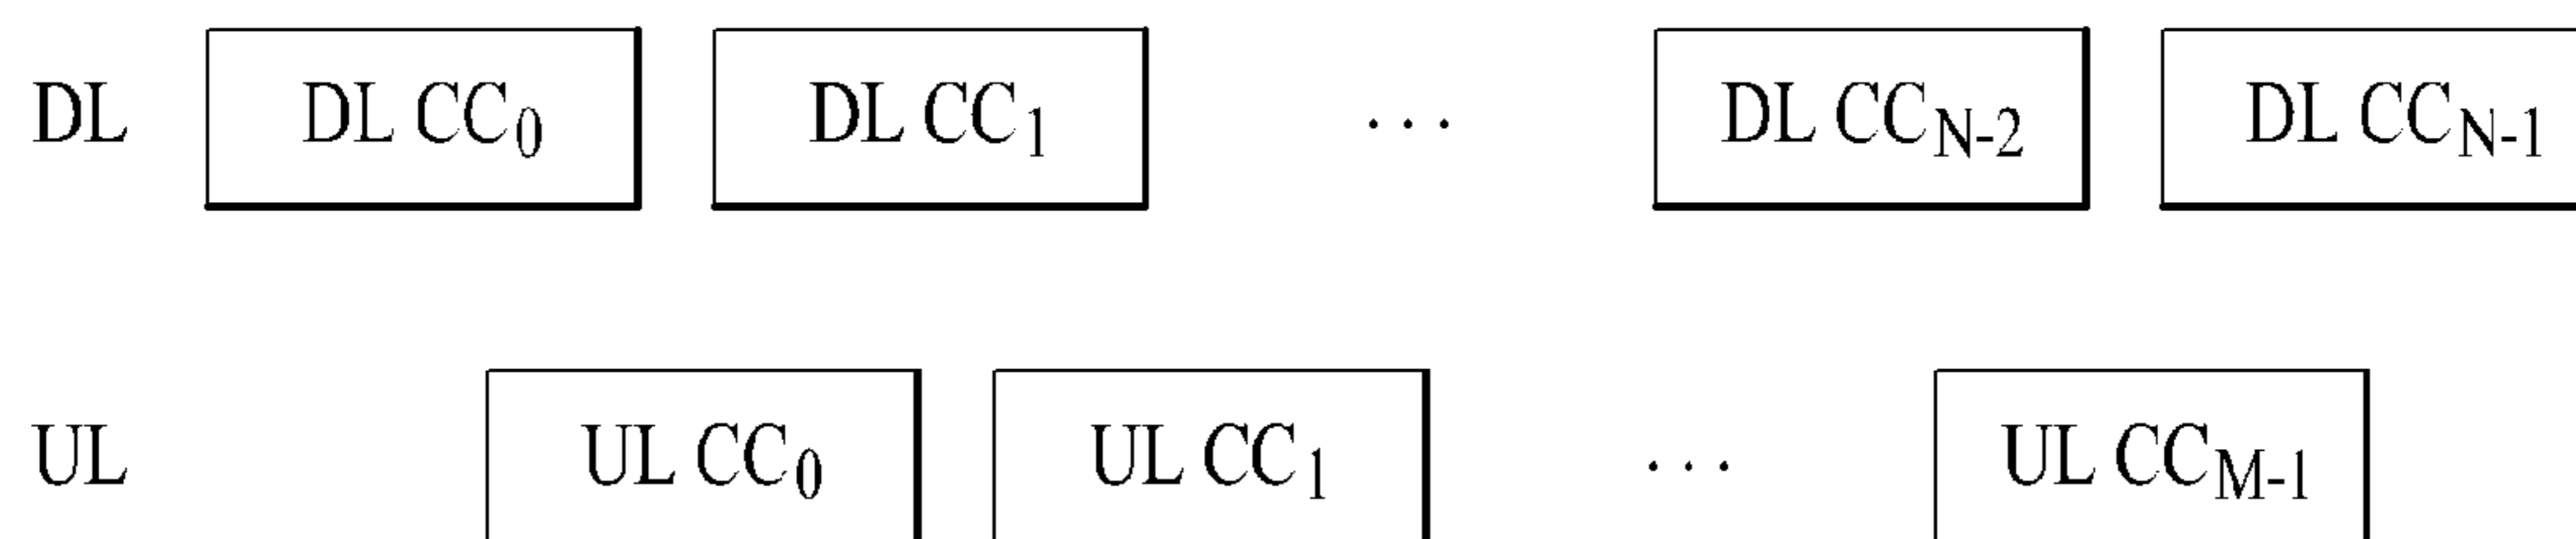 DL DL CC0 DL CC1 ... DL CCN-2 DL CCN-1
UL UL CC0 UL CC1 ... UL CCM-1